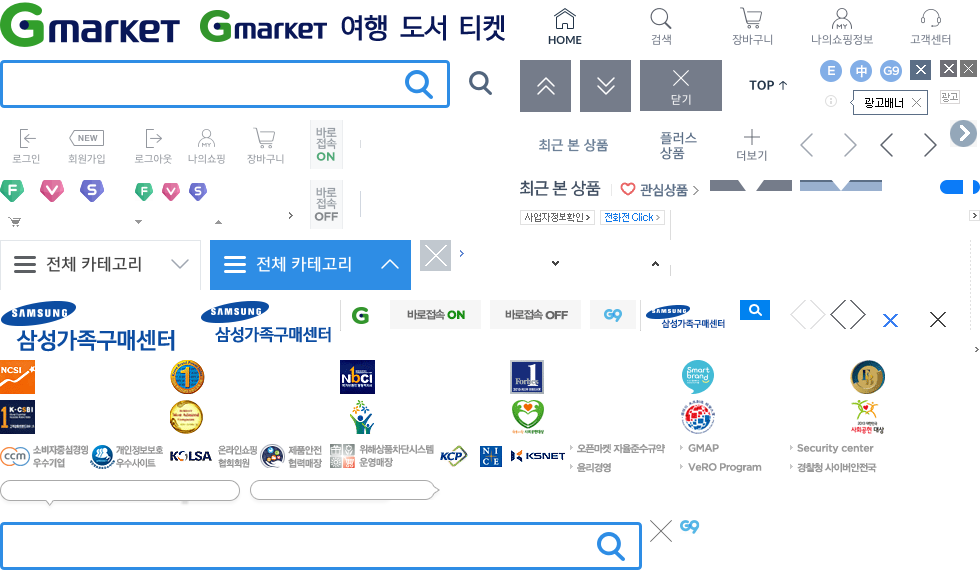 Gmarket
Gmarket 여행 도서 티켓
HOME
검색
장바구니
MY
나의쇼핑정보
고객센터
닫기
TOP
E
中
G9
광고배너
광고
로그인
NEW
회원가입
로그아웃
MY
나의쇼핑
장바구니
바로
접속
ON
최근 본 상품
플러스
상품
더보기
F
V
S
F
V
S
바로
접속
OFF
최근 본 상품
관심상품
사업자정보확인
전화전 Click
전체 카테고리
전체 카테고리
SAMSUNG
삼성가족구매센터
SAMSUNG
삼성가족구매센터
G
바로접속 ON
바로접속 OFF
G9
SAMSUNG
삼성가족구매센터
NCSI
1
NbCI
1
Forbes
Smart
brand
1 K-CSBI
사회공헌 대상
ccm
소비자중심경영
우수기업
개인정보보호
우수사이트
KOLSA
온라인쇼핑
협회회원
제품안전
협력매장
위해상품차단시스템
운영매장
KCP
NICE
KSNET
오픈마켓 자율준수규약
GMAP
Security center
윤리경영
VeRO Program
경찰청 사이버안전국
G9